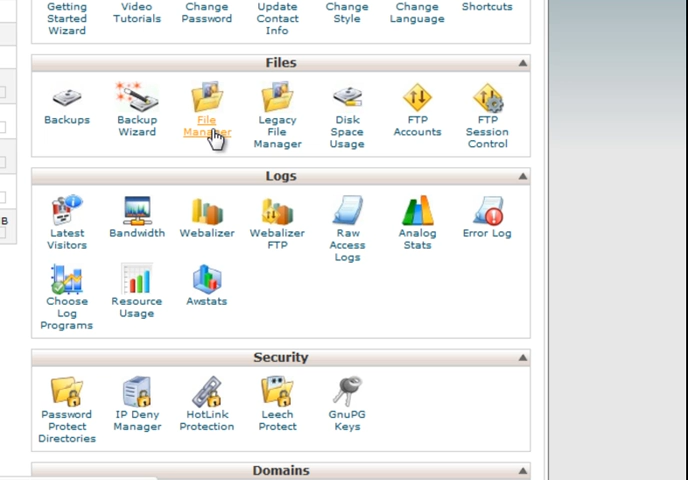 Getting Started Wizard
Video Tutorials
Change Password
Update Contact Info
Change Style
Change Language
Shortcuts
Files
Backups
Backup Wizard
File Manager
Legacy File Manager
Disk Space Usage
FTP Accounts
FTP Session Control
Logs
B
Latest Visitors
Bandwidth
Webalizer
Webalizer FTP
Raw Access Logs
Analog Stats
Error Log
Choose Log Programs
Resource Usage
Awstats
Security
Password Protect Directories
IP Deny Manager
HotLink Protection
Leech Protect
GnuPG Keys
Domains